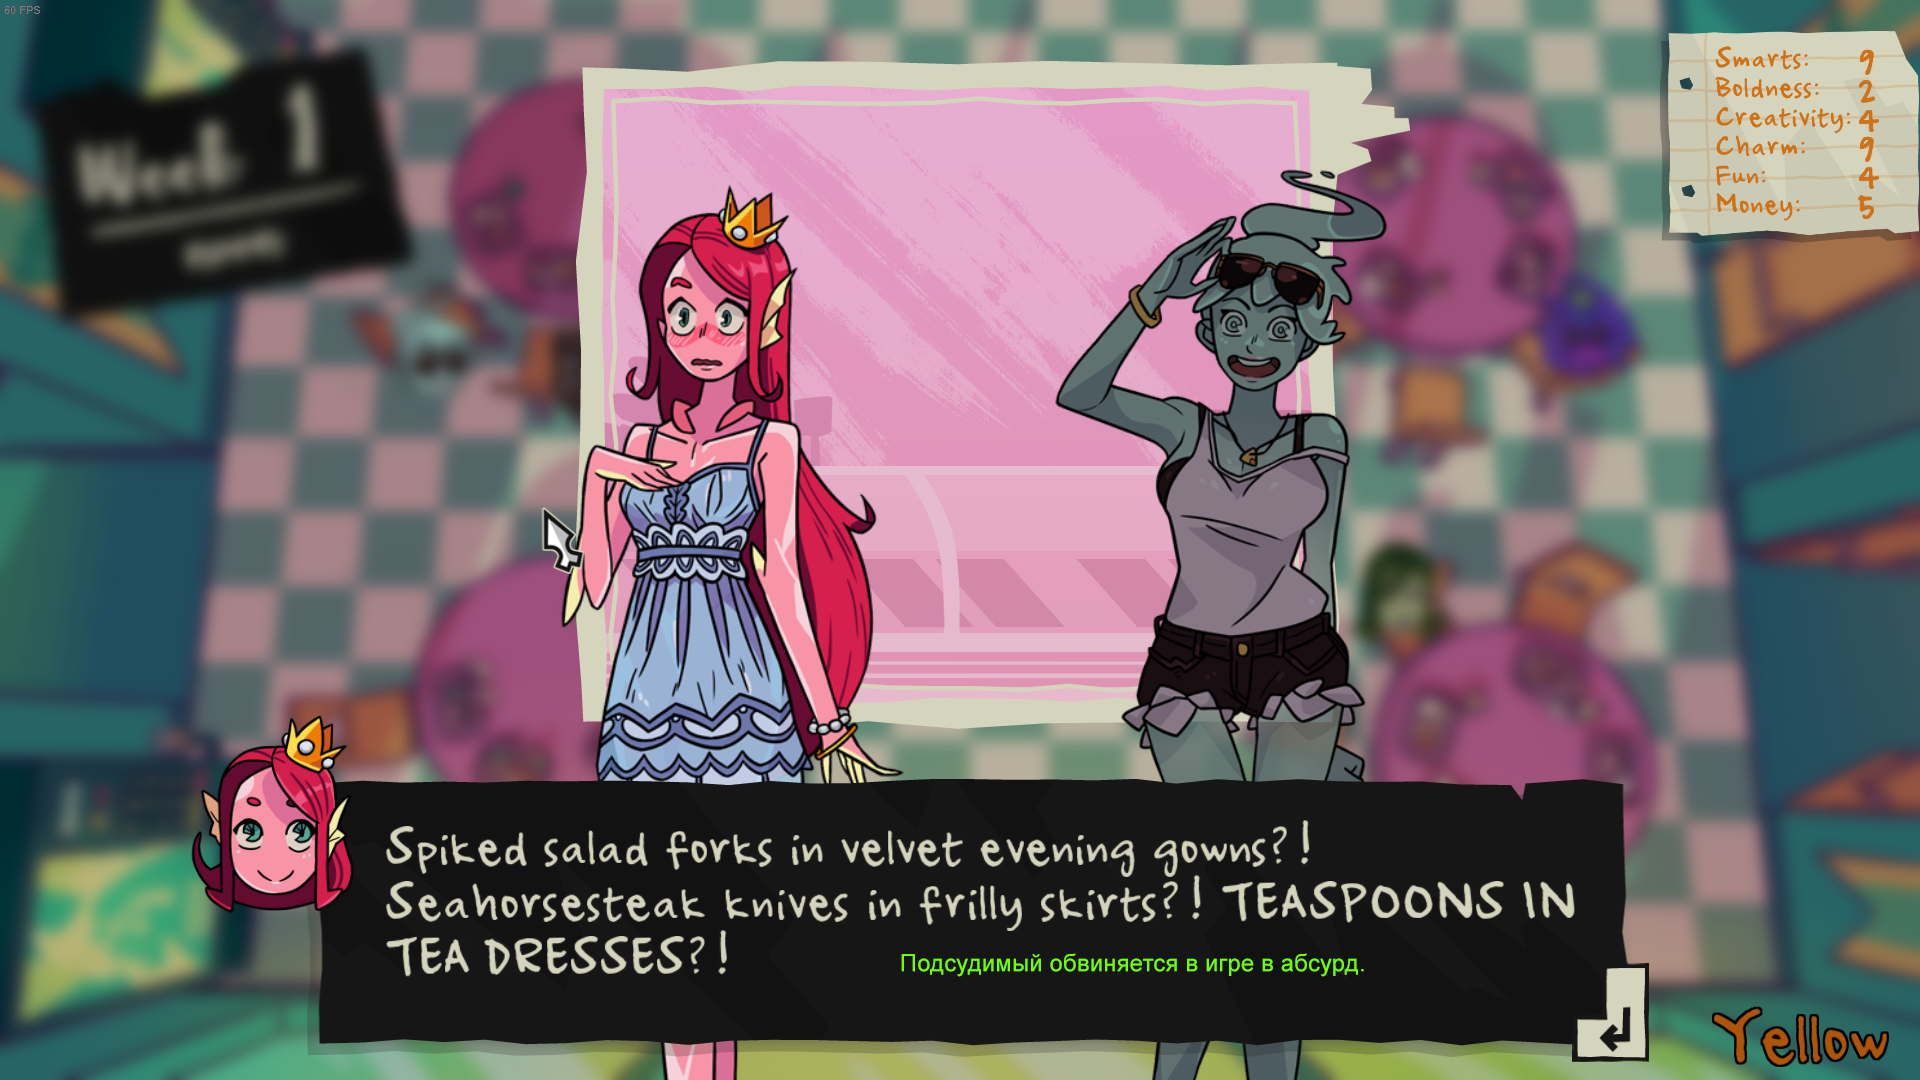 60 FPS
Week 1
Smarts: 9
Boldness: 2
Creativity: 4
Charm: 9
Fun: 4
Money: 5
Spiked salad forks in velvet evening gowns?!
Seahorsesteak knives in frilly skirts?! TEASPOONS IN
TEA DRESSES?!
Подсудимый обвиняется в игре в абсурд.
Yellow